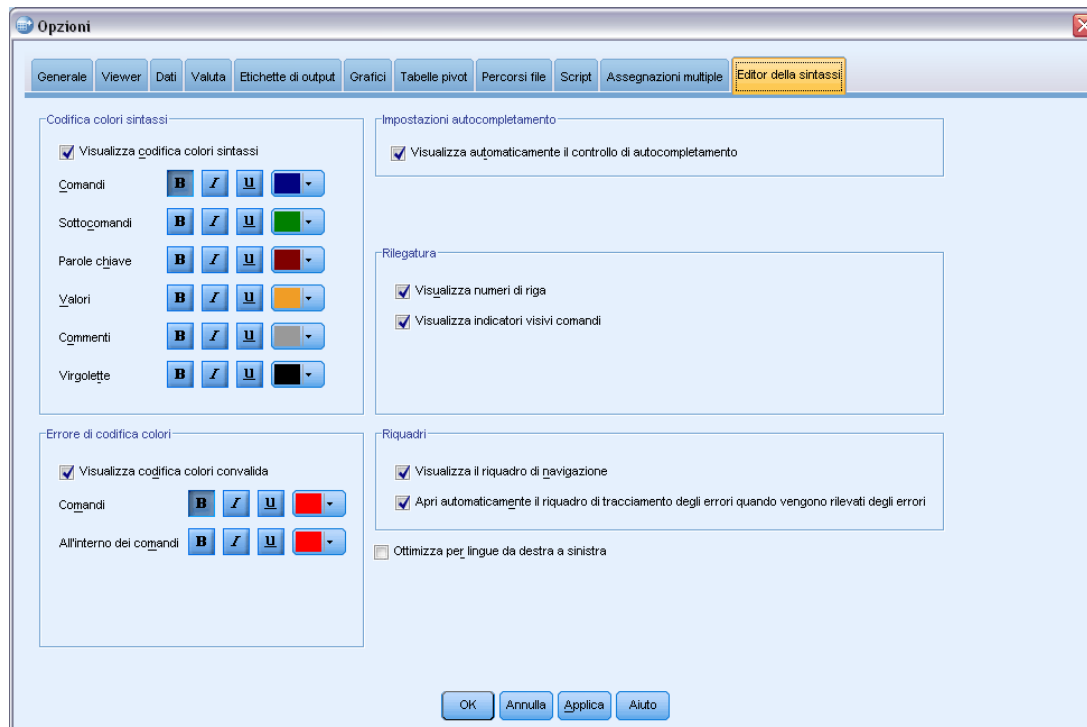 Opzioni
Generale Viewer Dati Valuta Etichette di output Grafici Tabelle pivot Percorsi file Script Assegnazioni multiple Editor della sintassi
Codifica colori sintassi
Visualizza codifica colori sintassi
Comandi B I U
Sottocomandi B I U
Parole chiave B I U
Valori B I U
Commenti B I U
Virgolette B I U
Impostazioni autocompletamento
Visualizza automaticamente il controllo di autocompletamento
Rilegatura
Visualizza numeri di riga
Visualizza indicatori visivi comandi
Errore di codifica colori
Visualizza codifica colori convalida
Comandi B I U
All'interno dei comandi B I U
Riquadri
Visualizza il riquadro di navigazione
Apri automaticamente il riquadro di tracciamento degli errori quando vengono rilevati degli errori
Ottimizza per lingue da destra a sinistra
OK Annulla Applica Aiuto